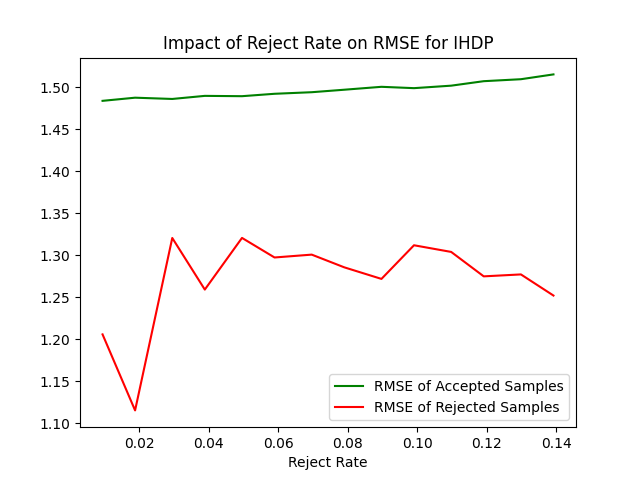 Impact of Reject Rate on RMSE for IHDP
1.50
1.45
1.40
1.35
1.30
1.25
1.20
1.15
1.10
RMSE of Accepted Samples
RMSE of Rejected Samples
0.02 0.04 0.06 0.08 0.10 0.12 0.14
Reject Rate